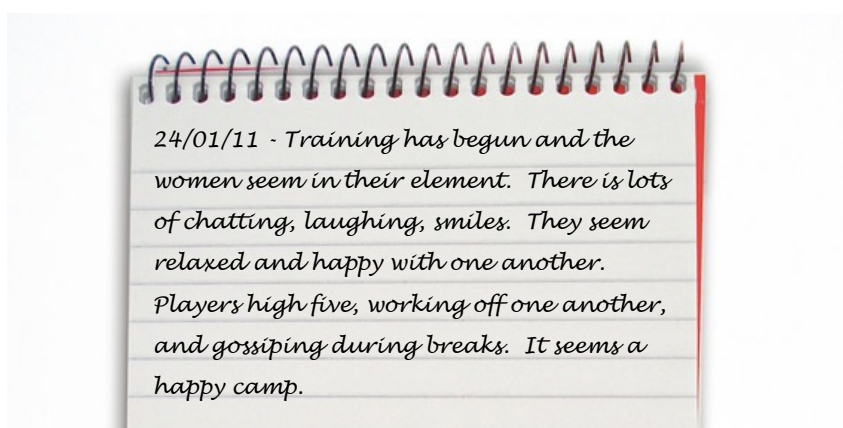 24/01/11 - Training has begun and the
women seem in their element. There is lots
of chatting, laughing, smiles. They seem
relaxed and happy with one another.
Players high five, working off one another,
and gossiping during breaks. It seems a
happy camp.